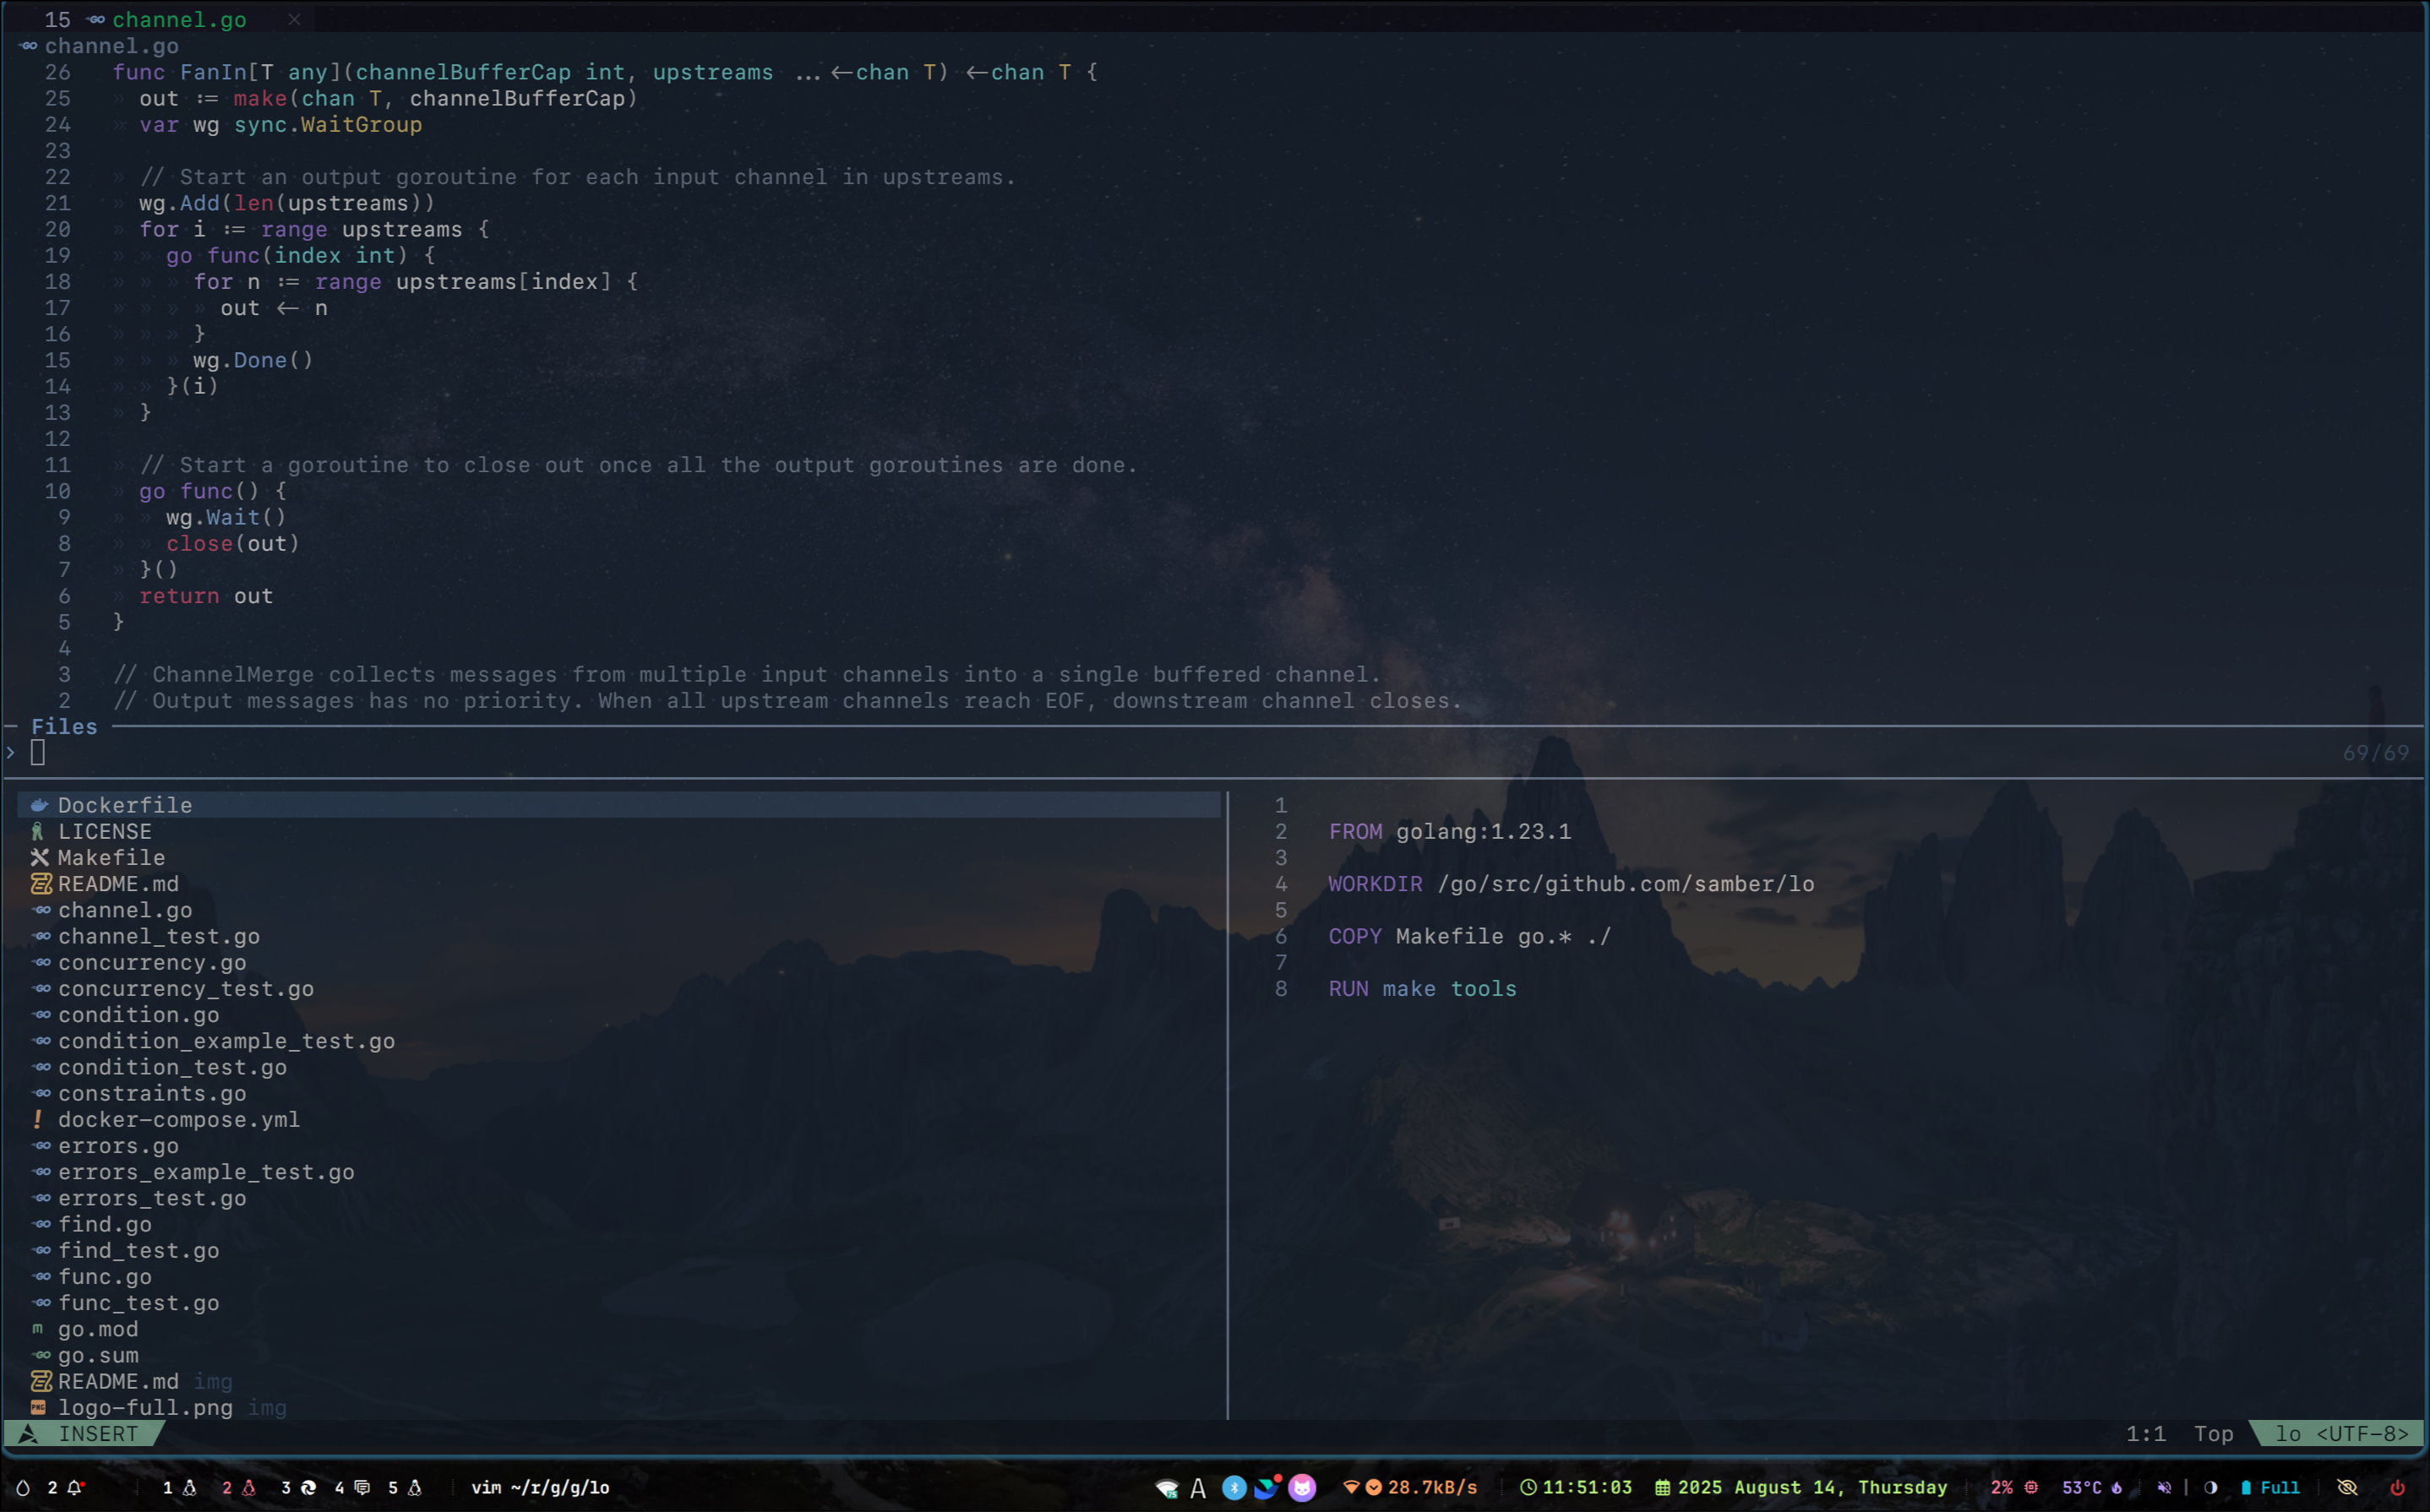 15 channel.go ×
channel.go
26 func FanIn[T any](channelBufferCap int, upstreams ...<-chan T) <-chan T {
25 » out := make(chan T, channelBufferCap)
24 » var wg sync.WaitGroup
23
22 » // Start an output goroutine for each input channel in upstreams.
21 » wg.Add(len(upstreams))
20 » for i := range upstreams {
19 » » go func(index int) {
18 » » » for n := range upstreams[index] {
17 » » » » out <- n
16 » » » }
15 » » » wg.Done()
14 » » }(i)
13 » }
12
11 » // Start a goroutine to close out once all the output goroutines are done.
10 » go func() {
9 » » wg.Wait()
8 » » close(out)
7 » }()
6 » return out
5 }
4
3 // ChannelMerge collects messages from multiple input channels into a single buffered channel.
2 // Output messages has no priority. When all upstream channels reach EOF, downstream channel closes.
Files
> 69/69
Dockerfile
LICENSE
Makefile
README.md
channel.go
channel_test.go
concurrency.go
concurrency_test.go
condition.go
condition_example_test.go
condition_test.go
constraints.go
docker-compose.yml
errors.go
errors_example_test.go
errors_test.go
find.go
find_test.go
func.go
func_test.go
go.mod
go.sum
README.md img
logo-full.png img
1
2 FROM golang:1.23.1
3
4 WORKDIR /go/src/github.com/samber/lo
5
6 COPY Makefile go.* ./
7
8 RUN make tools
INSERT 1:1 Top lo <UTF-8>
2 1 2 3 4 5 vim ~/r/g/g/lo A 28.7kB/s 11:51:03 2025 August 14, Thursday 2% 53°C Full